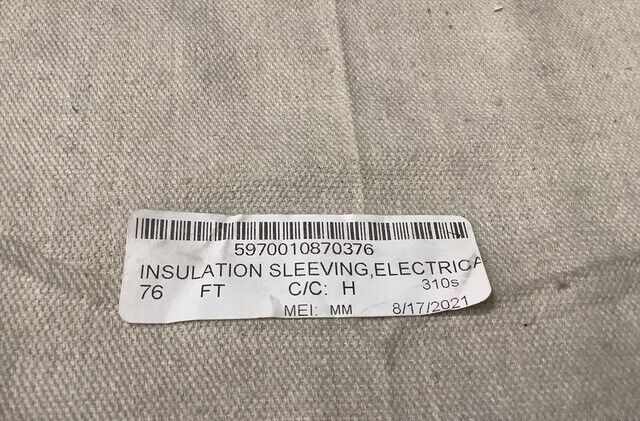 5970010870376
INSULATION SLEEVING,ELECTRICA
76 FT C/C: H 310s
MEI: MM 8/17/2021